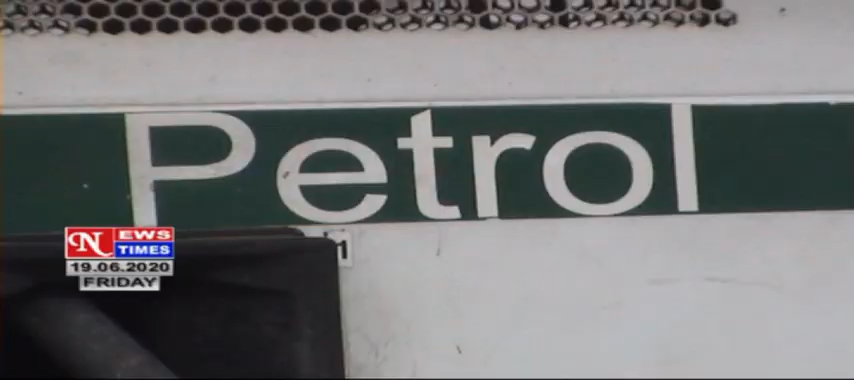 Petrol
NEWS
TIMES
19.06.2020
FRIDAY